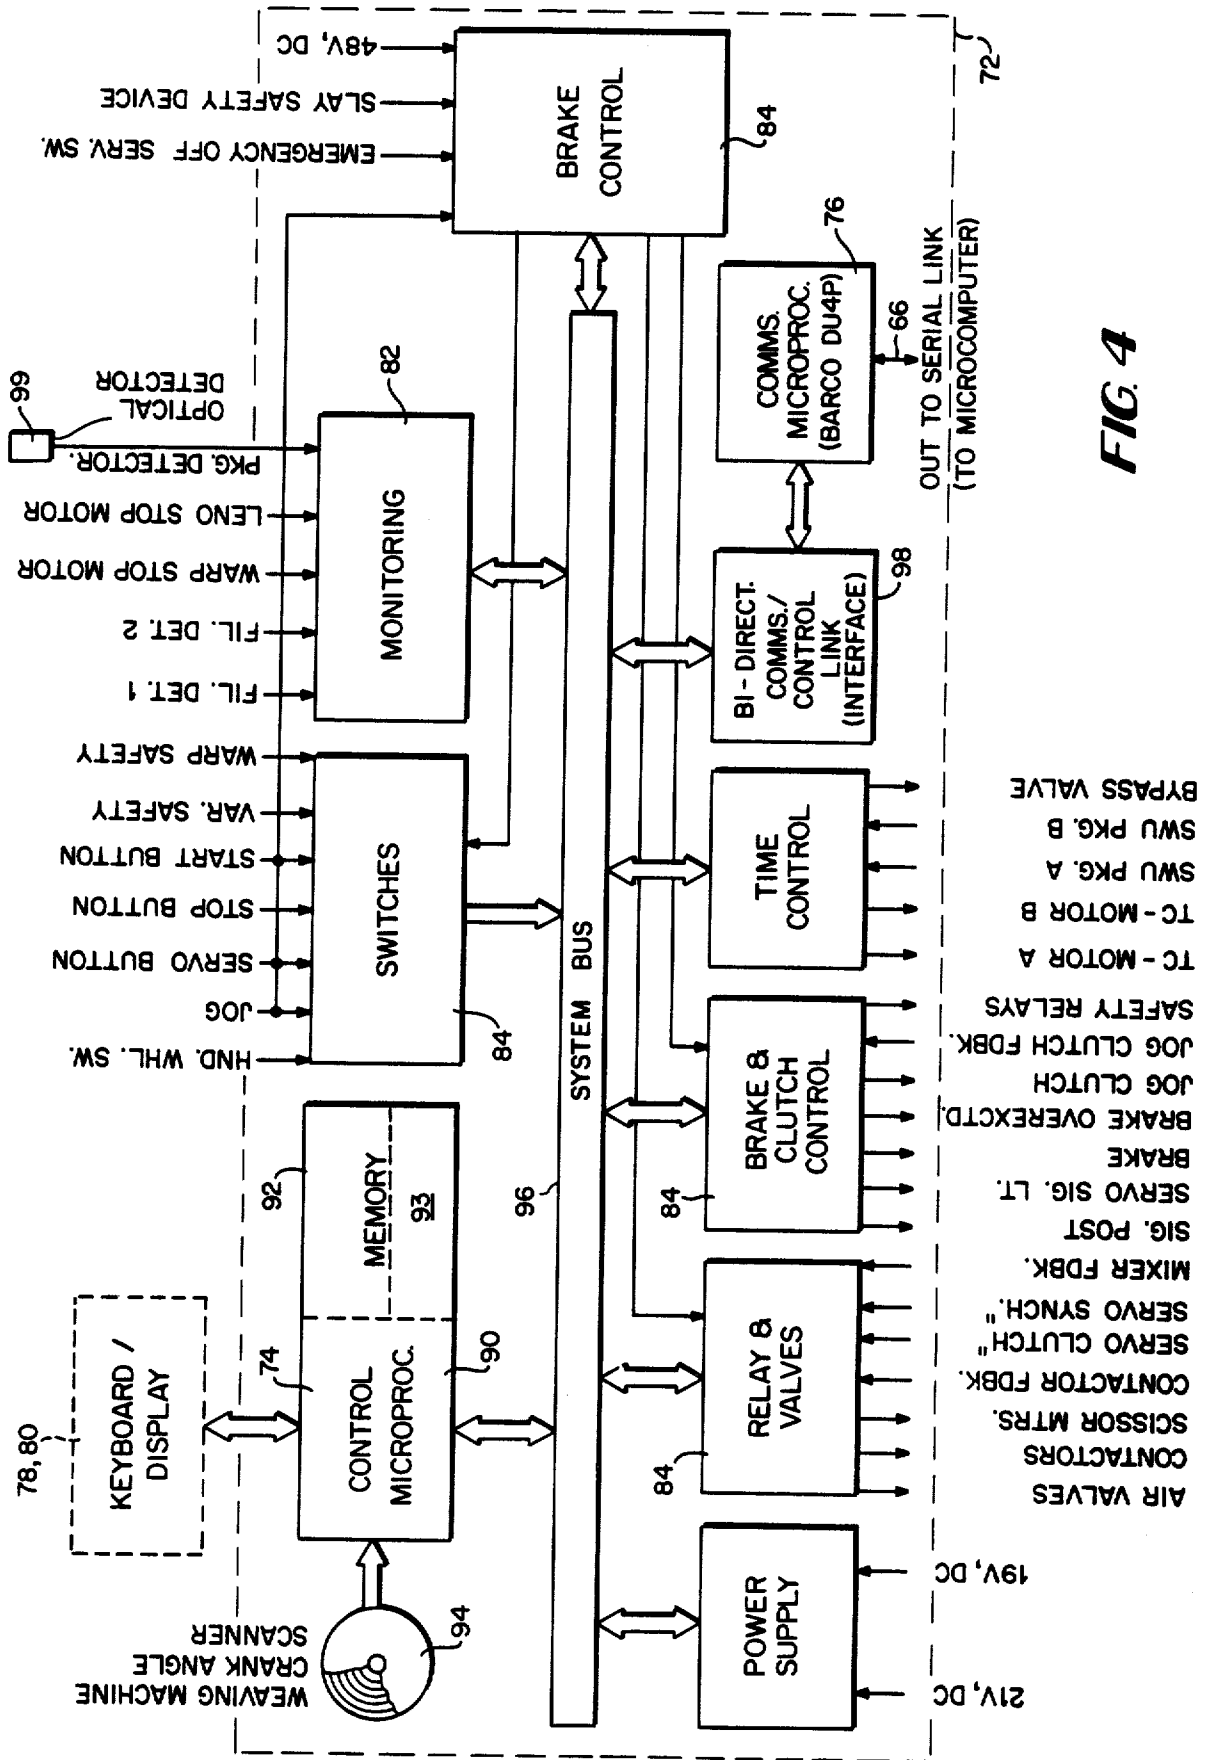 78, 80
KEYBOARD /
DISPLAY
WEAVING MACHINE
CRANK ANGLE
SCANNER
94
74
CONTROL
MICROPROC.
90
92
MEMORY
93
HND. WHL. SW.
JOG
SERVO BUTTON
STOP BUTTON
START BUTTON
VAR. SAFETY
WARP SAFETY
SWITCHES
84
FIL. DET. 1
FIL. DET. 2
WARP STOP MOTOR
LENO STOP MOTOR
PKG. DETECTOR.
OPTICAL
DETECTOR
99
MONITORING
82
EMERGENCY OFF SERV. SW.
SLAY SAFETY DEVICE
48V, DC
BRAKE
CONTROL
84
72
96
SYSTEM BUS
POWER
SUPPLY
21V, DC
19V, DC
84
RELAY &
VALVES
AIR VALVES
CONTACTORS
SCISSOR MTRS.
CONTACTOR FDBK.
SERVO CLUTCH"
SERVO SYNCH."
MIXER FDBK.
84
BRAKE &
CLUTCH
CONTROL
SIG. POST
SERVO SIG. LT.
BRAKE
BRAKE OVEREXCTD.
JOG CLUTCH
JOG CLUTCH FDBK.
SAFETY RELAYS
TIME
CONTROL
TC-MOTOR A
TC-MOTOR B
SWU PKG. A
SWU PKG. B
BYPASS VALVE
BI-DIRECT.
COMMS./
CONTROL
LINK
(INTERFACE)
98
COMMS.
MICROPROC.
(BARCO DU4P)
76
66
OUT TO SERIAL LINK
(TO MICROCOMPUTER)
FIG. 4